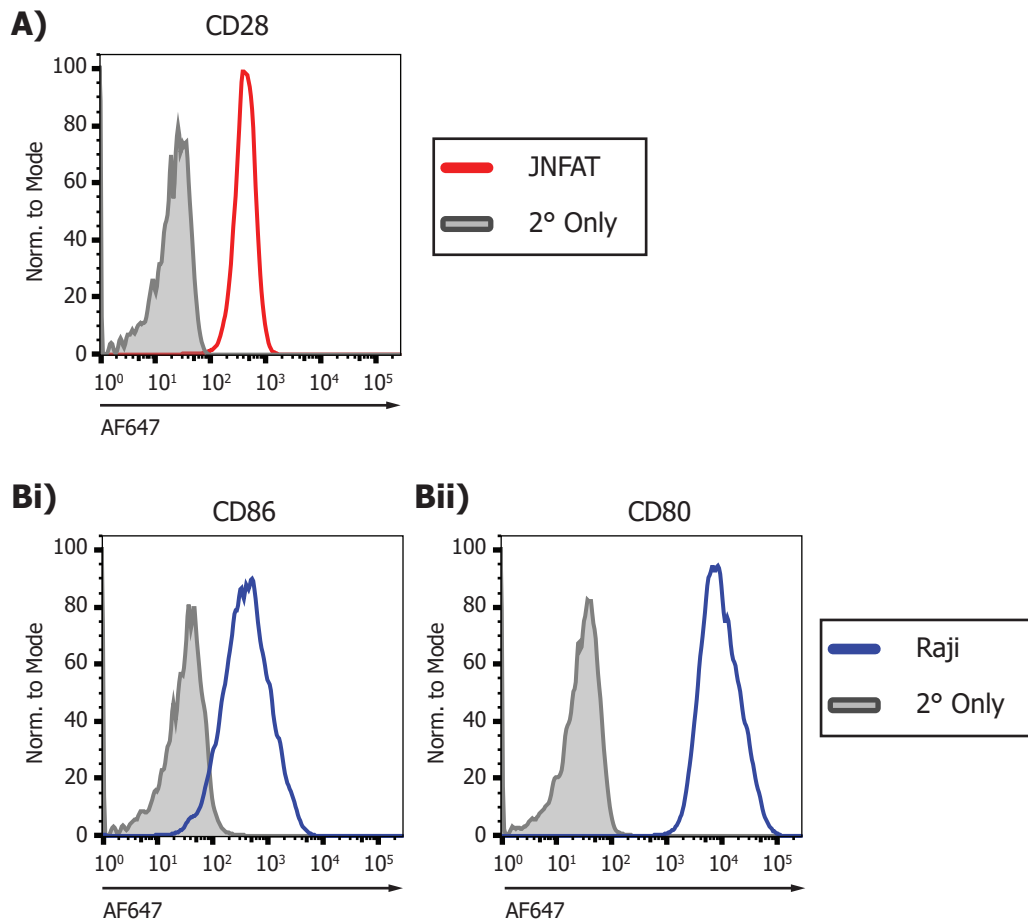 A)
CD28
Norm. to Mode
100
80
60
40
20
0
10⁰ 10¹ 10² 10³ 10⁴ 10⁵
AF647
JNFAT
2° Only
Bi)
CD86
Norm. to Mode
100
80
60
40
20
0
10⁰ 10¹ 10² 10³ 10⁴ 10⁵
AF647
Bii)
CD80
Norm. to Mode
100
80
60
40
20
0
10⁰ 10¹ 10² 10³ 10⁴ 10⁵
AF647
Raji
2° Only